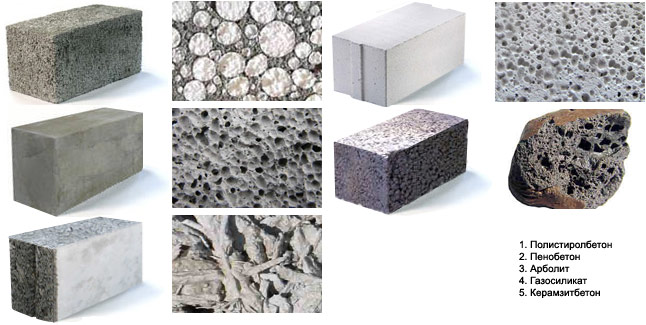 1. Полистиролбетон
2. Пенобетон
3. Арболит
4. Газосиликат
5. Керамзитбетон